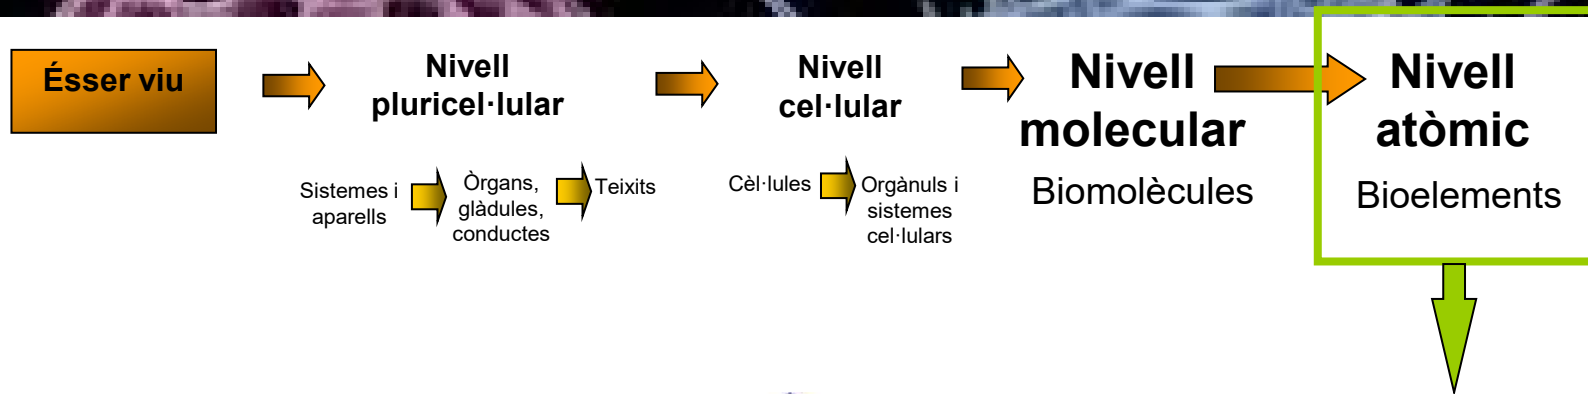 Ésser viu
Nivell
pluricel·lular
Sistemes i
aparells
Òrgans,
glàdules,
conductes
Teixits
Nivell
cel·lular
Cèl·lules
Orgànuls i
sistemes
cel·lulars
Nivell
molecular
Biomolècules
Nivell
atòmic
Bioelements